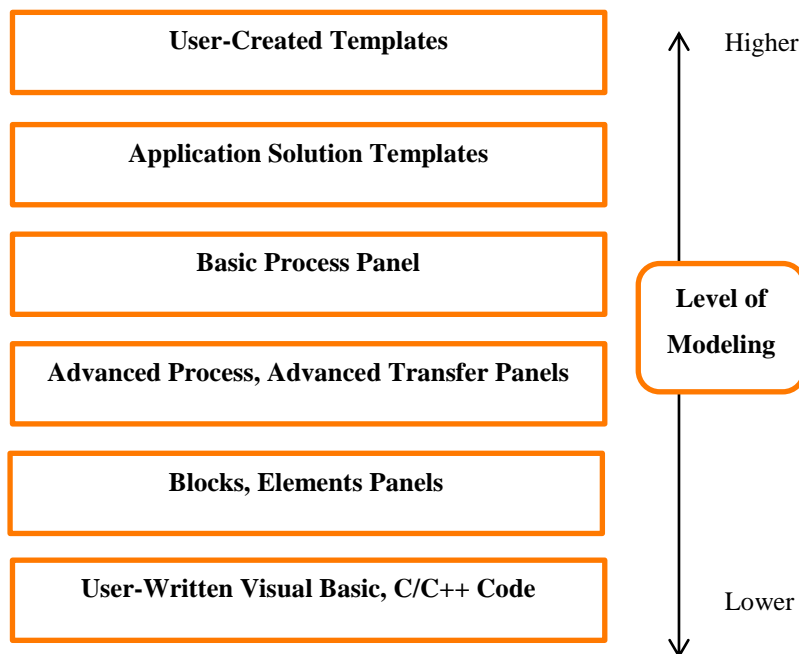 User-Created Templates
Higher
Application Solution Templates
Basic Process Panel
Level of
Modeling
Advanced Process, Advanced Transfer Panels
Blocks, Elements Panels
User-Written Visual Basic, C/C++ Code
Lower